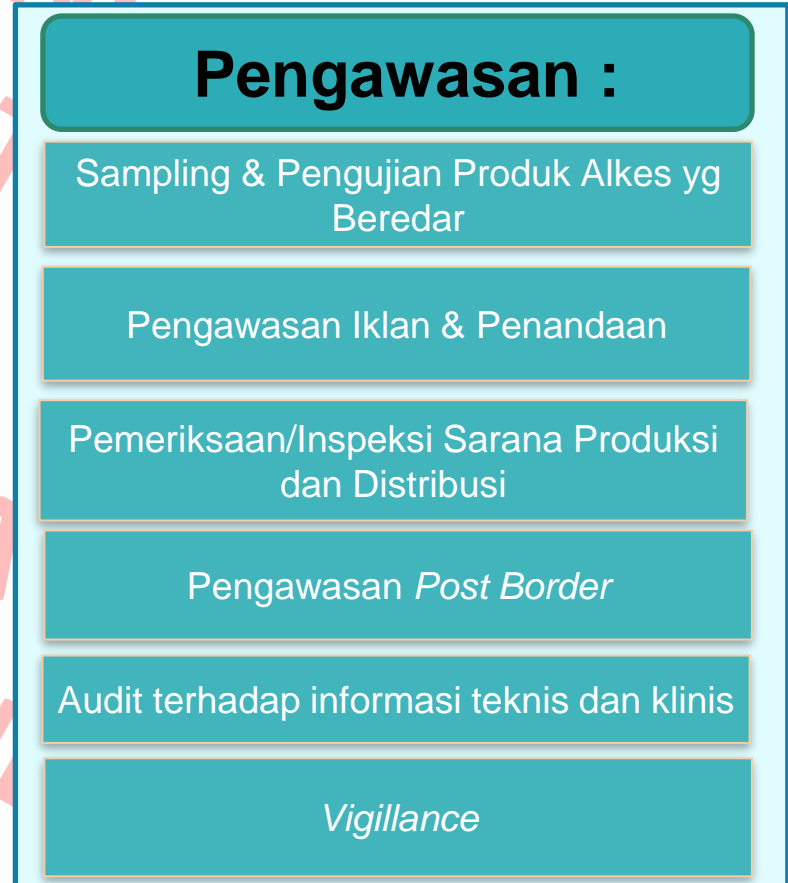 Pengawasan :
Sampling & Pengujian Produk Alkes yg
Beredar
Pengawasan Iklan & Penandaan
Pemeriksaan/Inspeksi Sarana Produksi
dan Distribusi
Pengawasan Post Border
Audit terhadap informasi teknis dan klinis
Vigillance